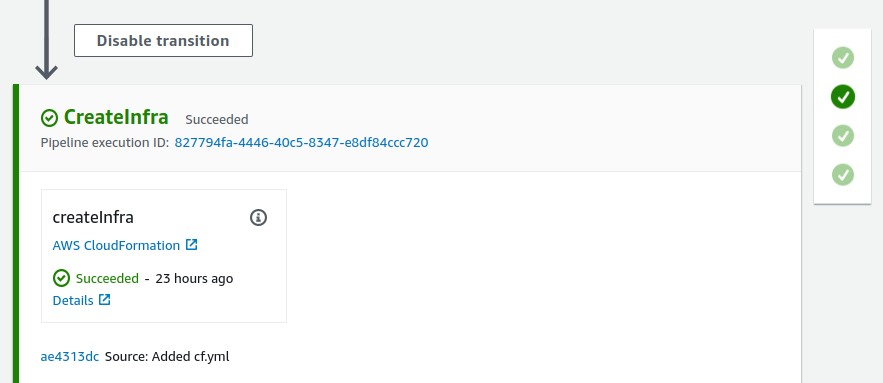 Disable transition
CreateInfra Succeeded
Pipeline execution ID: 827794fa-4446-40c5-8347-e8df84ccc720
createInfra
AWS CloudFormation
Succeeded - 23 hours ago
Details
ae4313dc Source: Added cf.yml